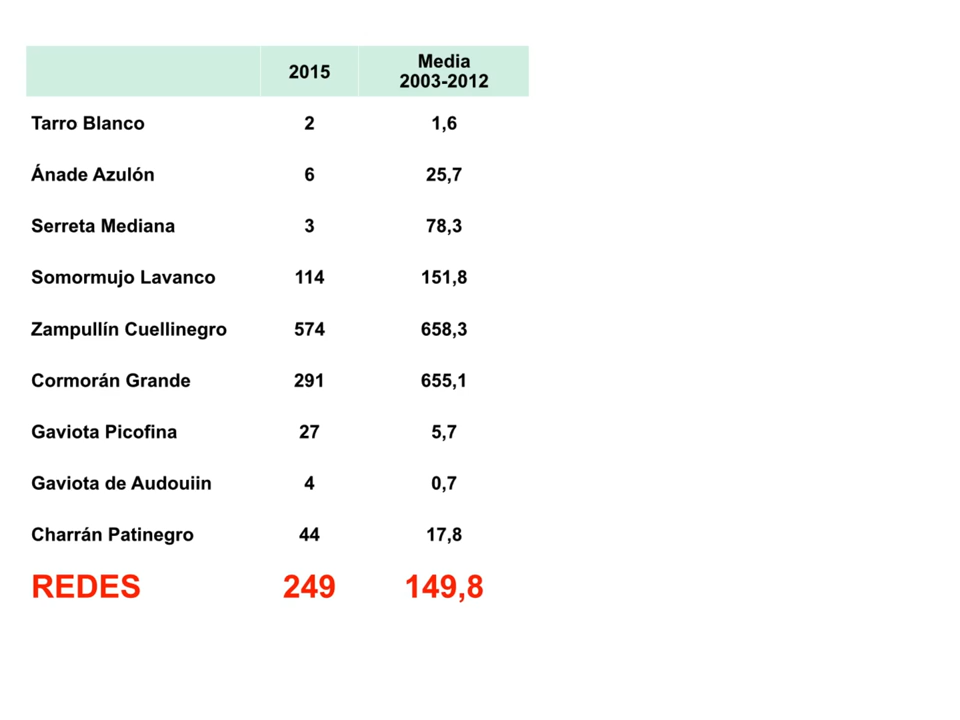 2015 Media
2003-2012
Tarro Blanco 2 1,6
Ánade Azulón 6 25,7
Serreta Mediana 3 78,3
Somormujo Lavanco 114 151,8
Zampullín Cuellinegro 574 658,3
Cormorán Grande 291 655,1
Gaviota Picofina 27 5,7
Gaviota de Audouiin 4 0,7
Charrán Patinegro 44 17,8
REDES 249 149,8